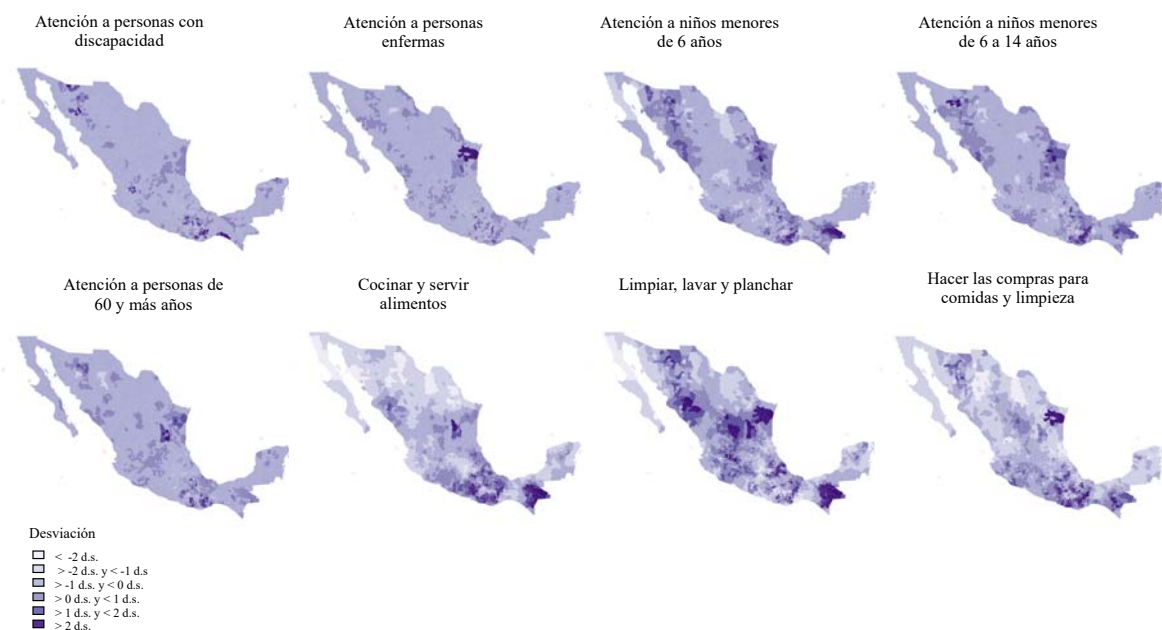 Atención a personas con
discapacidad
Atención a personas
enfermas
Atención a niños menores
de 6 años
Atención a niños menores
de 6 a 14 años
Atención a personas de
60 y más años
Cocinar y servir
alimentos
Limpiar, lavar y planchar
Hacer las compras para
comidas y limpieza
Desviación
< -2 d.s.
> -2 d.s. y < -1 d.s
> -1 d.s. y < 0 d.s.
> 0 d.s. y < 1 d.s.
> 1 d.s. y < 2 d.s.
> 2 d.s.